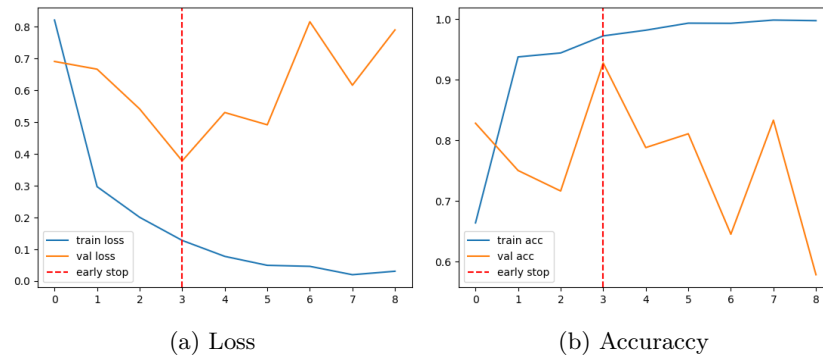 0.8
0.7
0.6
0.5
0.4
0.3
0.2
0.1
0.0
train loss
val loss
early stop
0 1 2 3 4 5 6 7 8
(a) Loss
1.0
0.9
0.8
0.7
0.6
train acc
val acc
early stop
0 1 2 3 4 5 6 7 8
(b) Accuraccy